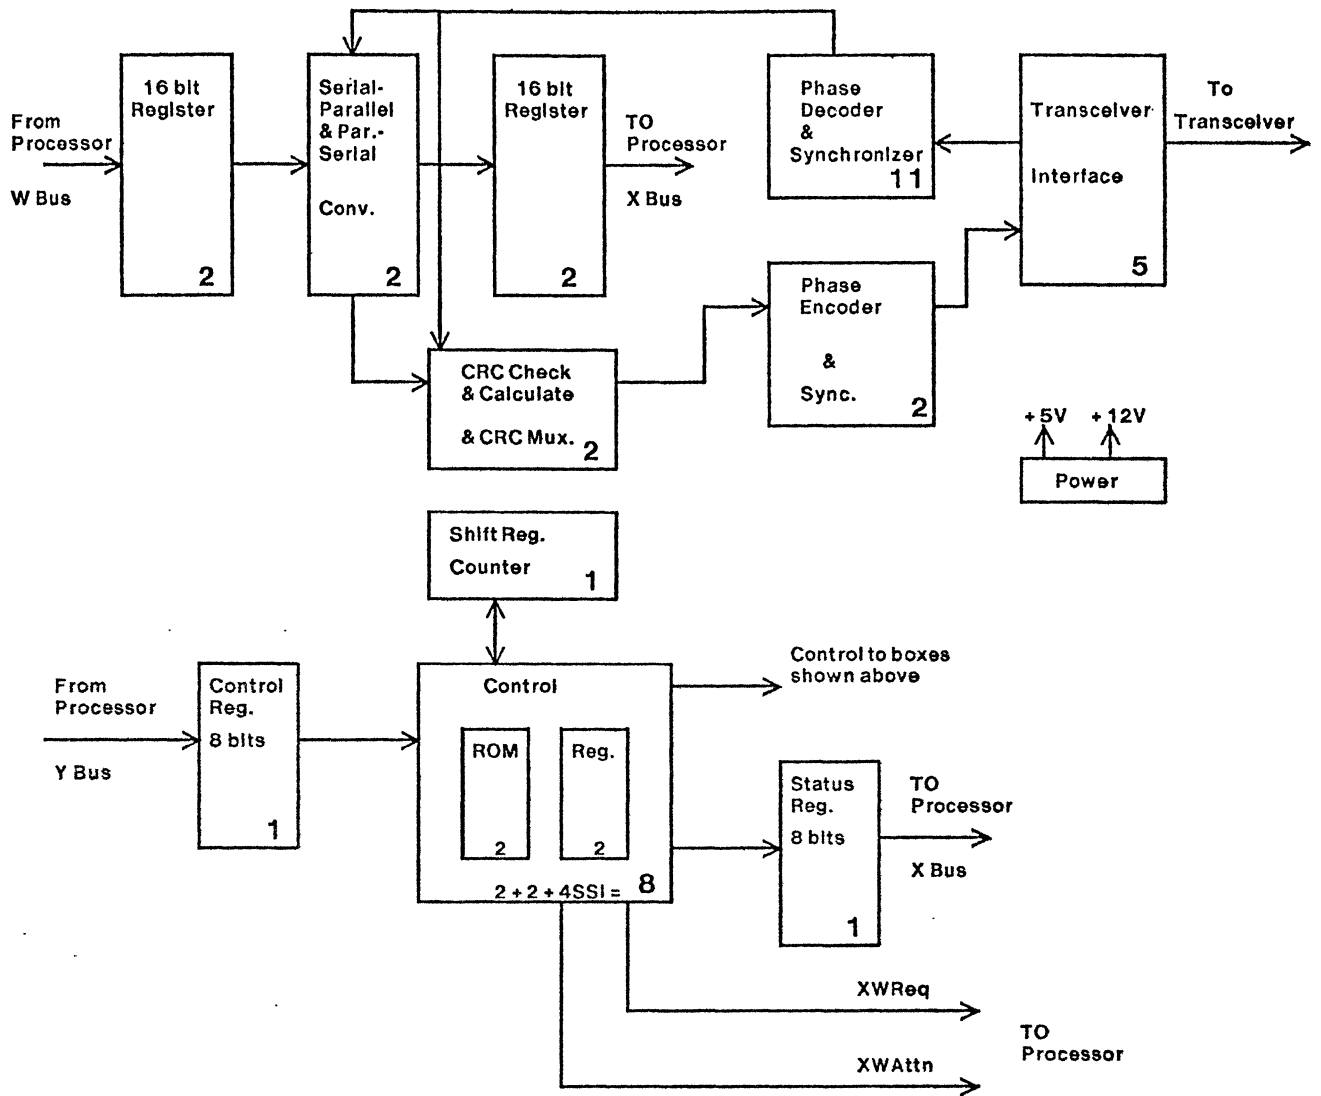 From
Processor
W Bus
16 bit
Register
2
Serial-
Parallel
& Par.-
Serial
Conv.
2
16 bit
Register
2
TO
Processor
X Bus
Phase
Decoder
&
Synchronizer
11
Transceiver
Interface
5
To
Transceiver
CRC Check
& Calculate
& CRC Mux.
2
Phase
Encoder
&
Sync.
2
+5V +12V
Power
Shift Reg.
Counter
1
From
Processor
Y Bus
Control
Reg.
8 bits
1
Control
ROM
2
Reg.
2
2+2+4SSI= 8
Control to boxes
shown above
Status
Reg.
8 bits
1
TO
Processor
X Bus
XWReq
XWAttn
TO
Processor